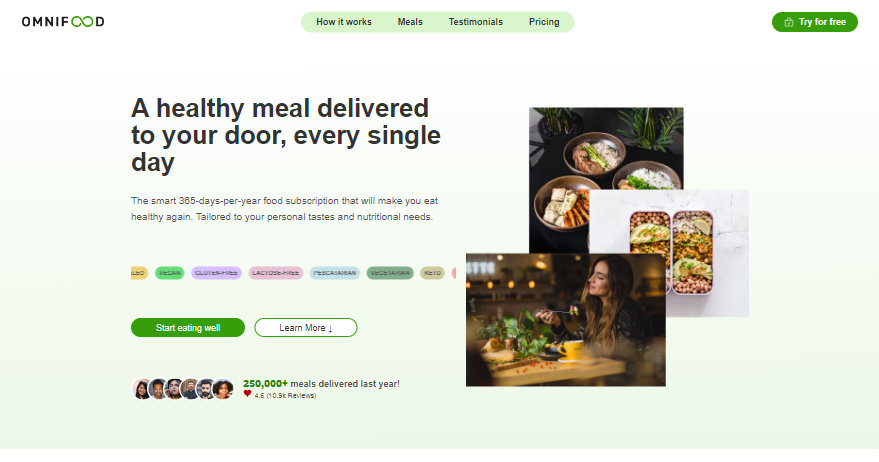 OMNIFOOD
How it works
Meals
Testimonials
Pricing
Try for free
A healthy meal delivered
to your door, every single
day
The smart 365-days-per-year food subscription that will make you eat
healthy again. Tailored to your personal tastes and nutritional needs.
VEGAN
GLUTEN-FREE
LACTOSE-FREE
PESCATARIAN
VEGETARIAN
KETO
Start eating well
Learn More ↓
250,000+ meals delivered last year!
4.6 (10.9k Reviews)